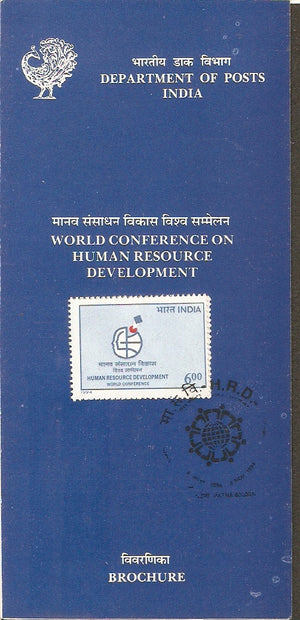 भारतीय डाक विभाग
DEPARTMENT OF POSTS
INDIA
मानव संसाधन विकास विश्व सम्मेलन
WORLD CONFERENCE ON
HUMAN RESOURCE
DEVELOPMENT
भारत INDIA
मानव संसाधन विकास
विश्व सम्मेलन
HUMAN RESOURCE DEVELOPMENT
WORLD CONFERENCE
6.00
1994
मा.सं.वि. H.R.D.
विवरणिका
BROCHURE